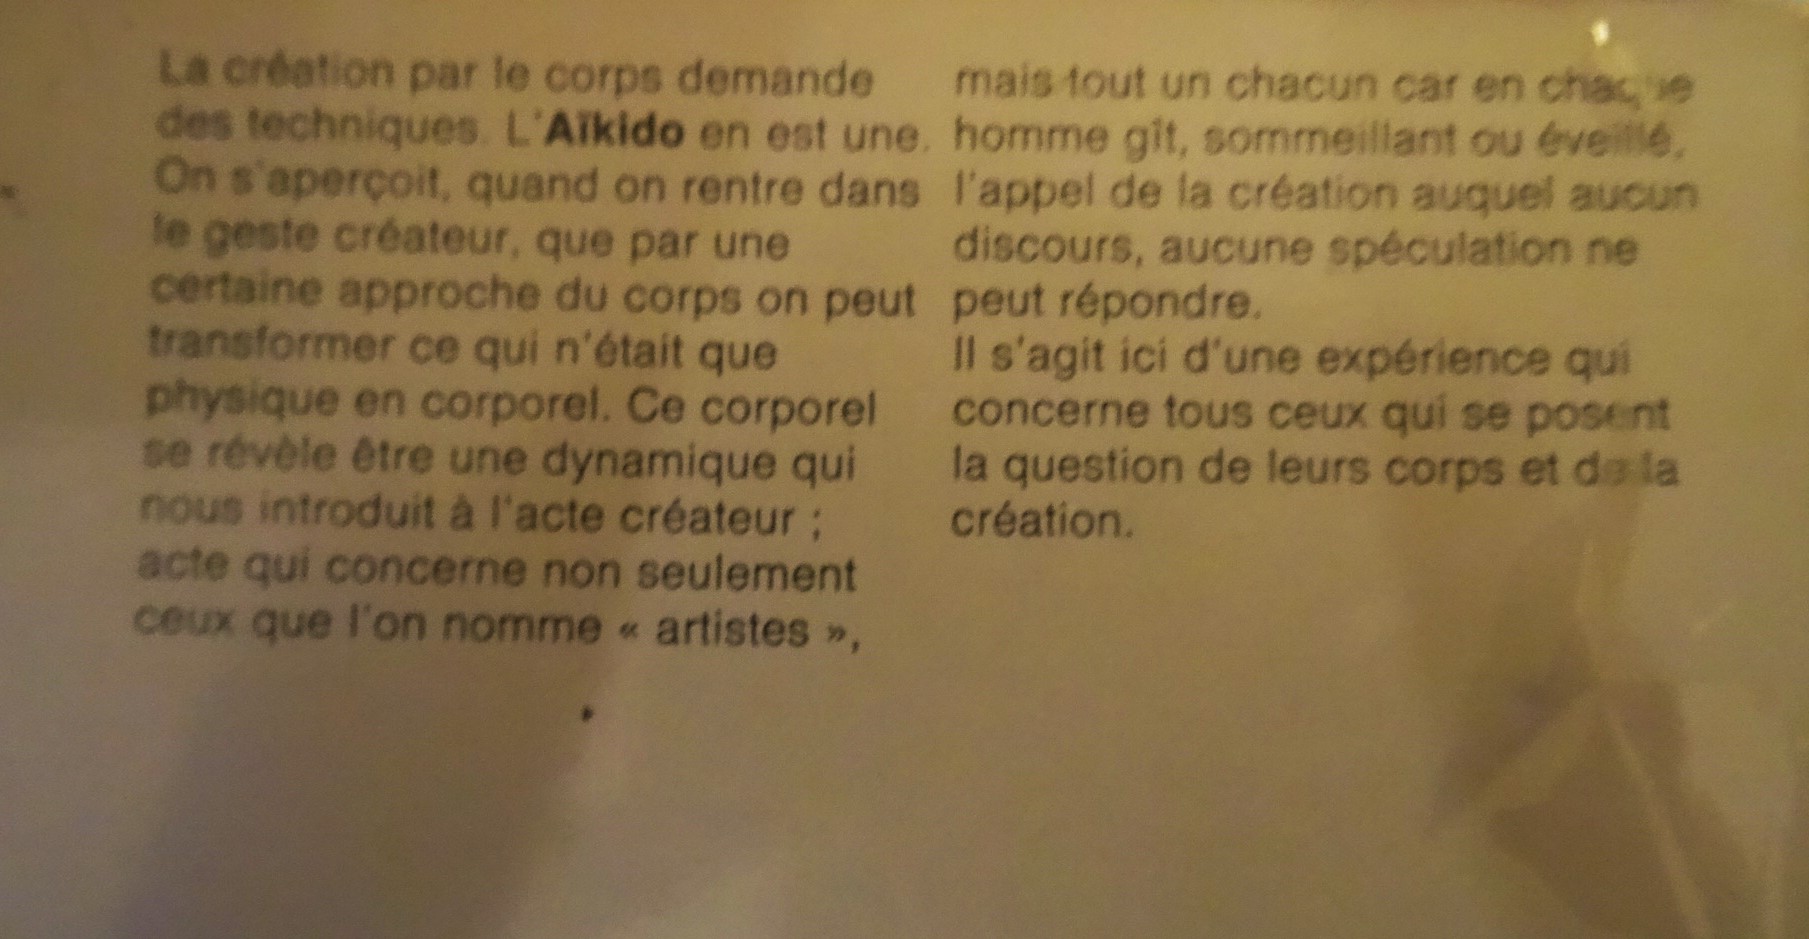 La création par le corps demande
des techniques. L'Aïkido en est une.
On s'aperçoit, quand on rentre dans
le geste créateur, que par une
certaine approche du corps on peut
transformer ce qui n'était que
physique en corporel. Ce corporel
se révèle être une dynamique qui
nous introduit à l'acte créateur ;
acte qui concerne non seulement
ceux que l'on nomme « artistes »,
mais tout un chacun car en chaque
homme gît, sommeillant ou éveillé,
l'appel de la création auquel aucun
discours, aucune spéculation ne
peut répondre.
Il s'agit ici d'une expérience qui
concerne tous ceux qui se posent
la question de leurs corps et de la
création.